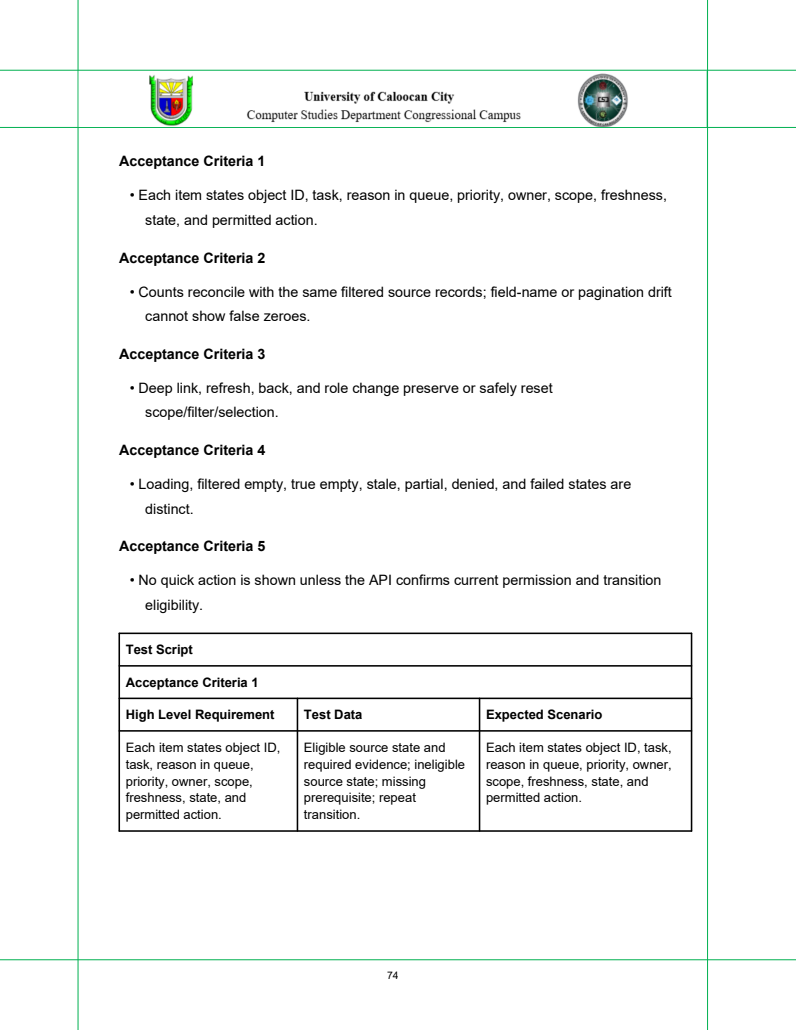 University of Caloocan City
Computer Studies Department Congressional Campus
Acceptance Criteria 1
• Each item states object ID, task, reason in queue, priority, owner, scope, freshness,
state, and permitted action.
Acceptance Criteria 2
• Counts reconcile with the same filtered source records; field-name or pagination drift
cannot show false zeroes.
Acceptance Criteria 3
• Deep link, refresh, back, and role change preserve or safely reset
scope/filter/selection.
Acceptance Criteria 4
• Loading, filtered empty, true empty, stale, partial, denied, and failed states are
distinct.
Acceptance Criteria 5
• No quick action is shown unless the API confirms current permission and transition
eligibility.
Test Script
Acceptance Criteria 1
High Level Requirement
Test Data
Expected Scenario
Each item states object ID,
task, reason in queue,
priority, owner, scope,
freshness, state, and
permitted action.
Eligible source state and
required evidence; ineligible
source state; missing
prerequisite; repeat
transition.
Each item states object ID, task,
reason in queue, priority, owner,
scope, freshness, state, and
permitted action.
74